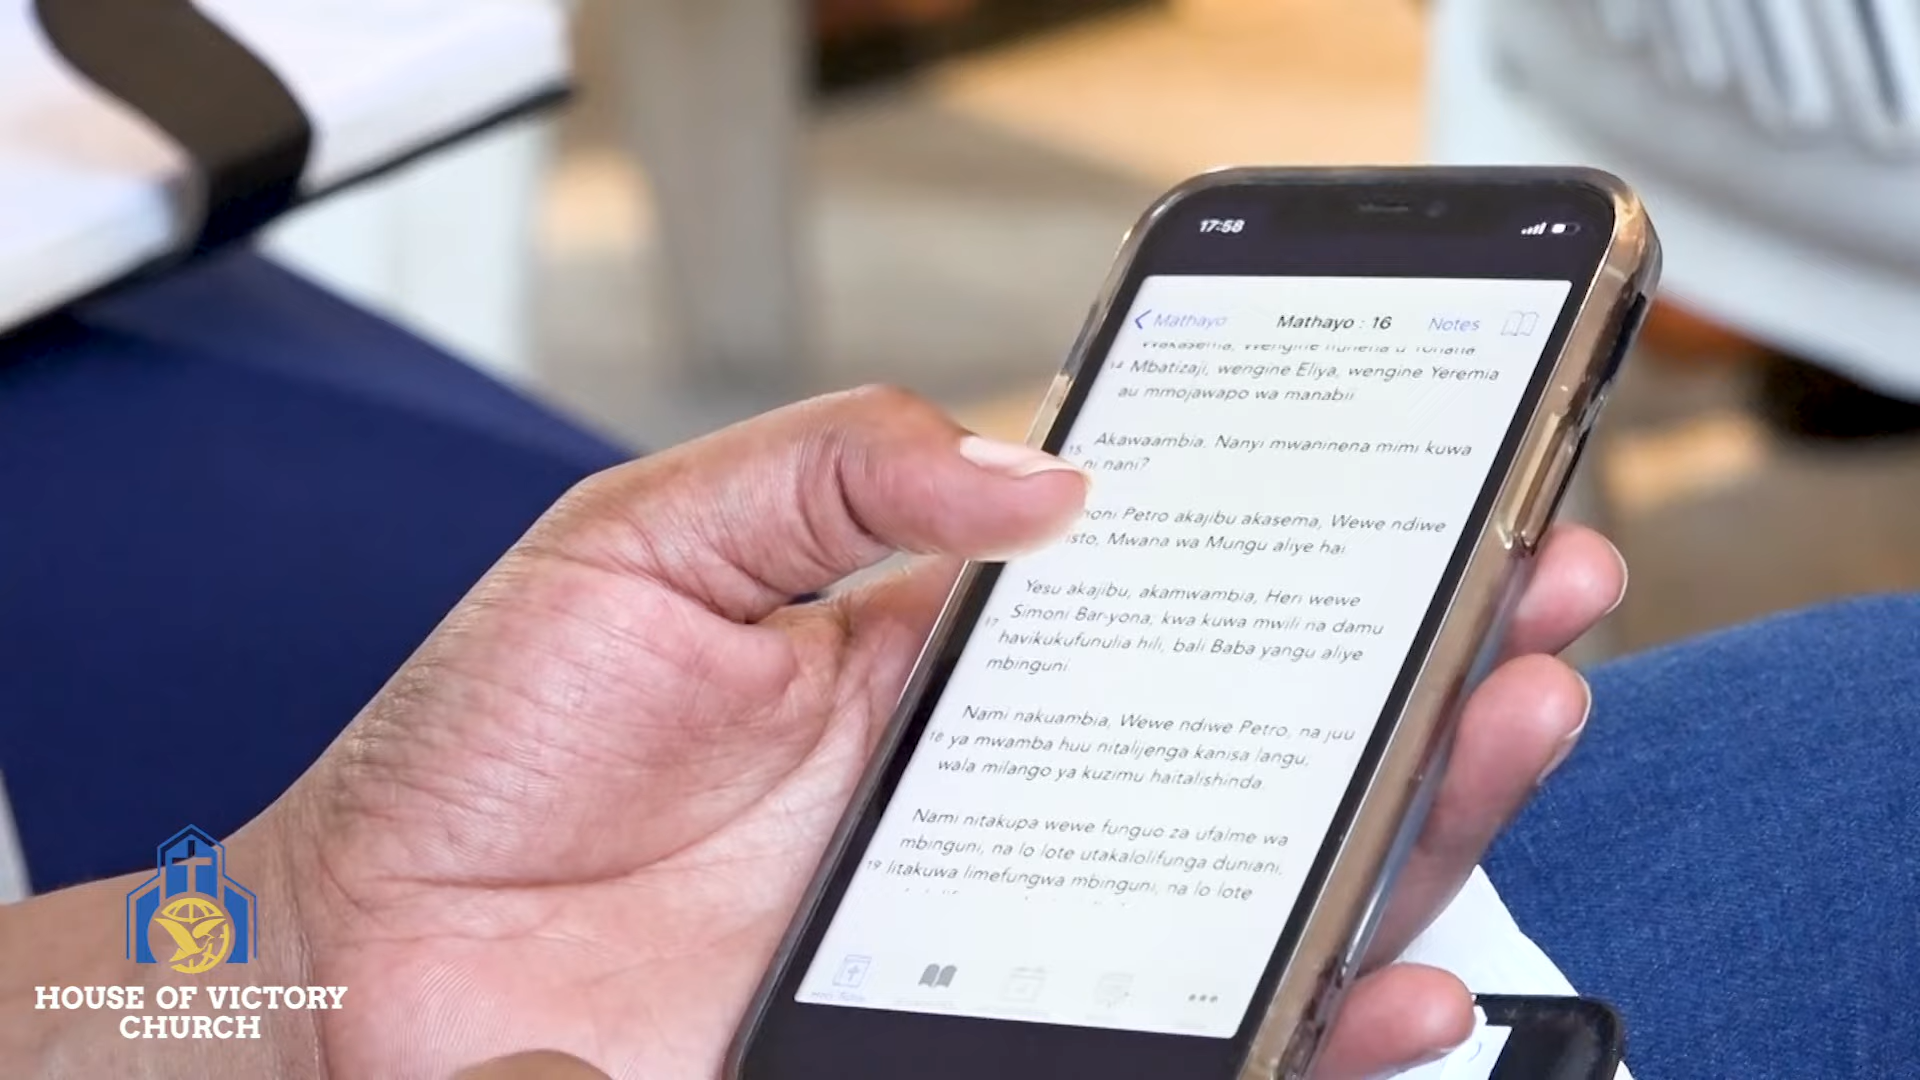 17:58
Mathayo
Mathayo : 16
Notes
14 Mbatizaji, wengine Eliya, wengine Yeremia
au mmojawapo wa manabii
15 Akawaambia, Nanyi mwaninena mimi kuwa
ni nani?
Petro akajibu akasema, Wewe ndiwe
Mwana wa Mungu aliye hai
Yesu akajibu, akamwambia, Heri wewe
17 Simoni Bar-yona; kwa kuwa mwili na damu
havikukufunulia hili, bali Baba yangu aliye
mbinguni.
Nami nakuambia, Wewe ndiwe Petro, na juu
18 ya mwamba huu nitalijenga kanisa langu;
wala milango ya kuzimu haitalishinda.
Nami nitakupa wewe funguo za ufalme wa
mbinguni; na lo lote utakalolifunga duniani,
19 litakuwa limefungwa mbinguni; na lo lote
HOUSE OF VICTORY
CHURCH